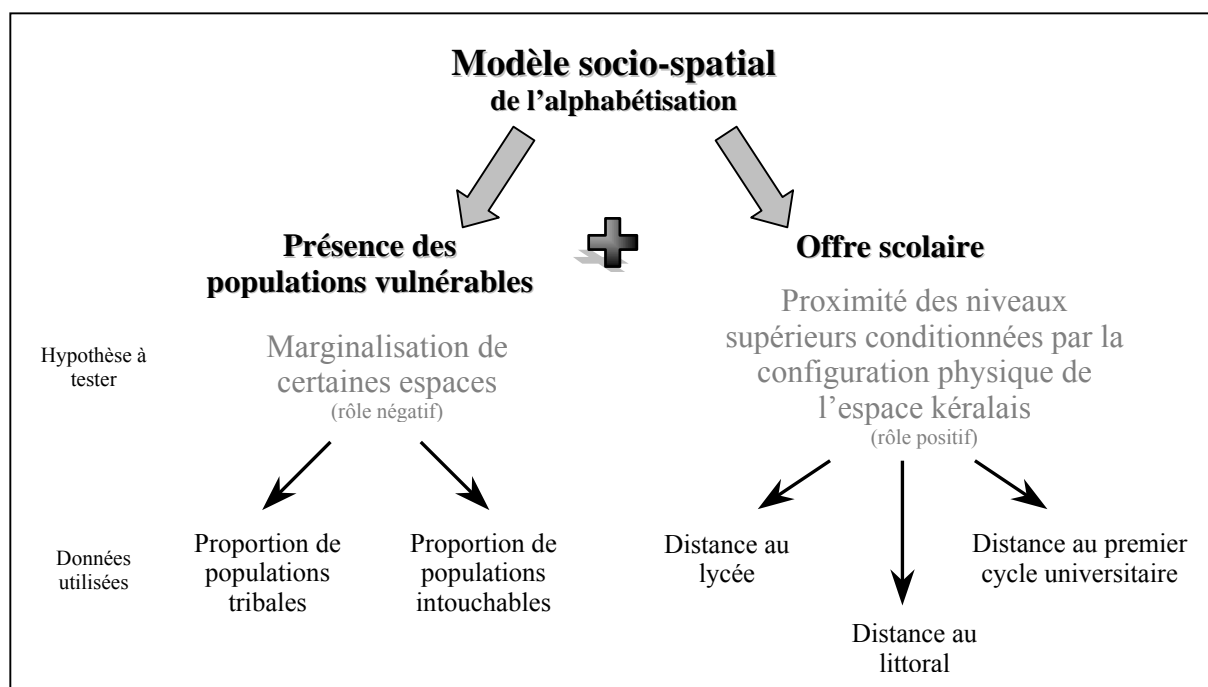 Modèle socio-spatial
de l’alphabétisation
Présence des
populations vulnérables
Offre scolaire
Hypothèse à
tester
Marginalisation de
certaines espaces
(rôle négatif)
Proximité des niveaux
supérieurs conditionnées par la
configuration physique de
l’espace kéralais
(rôle positif)
Données
utilisées
Proportion de
populations
tribales
Proportion de
populations
intouchables
Distance au
lycée
Distance au
littoral
Distance au premier
cycle universitaire